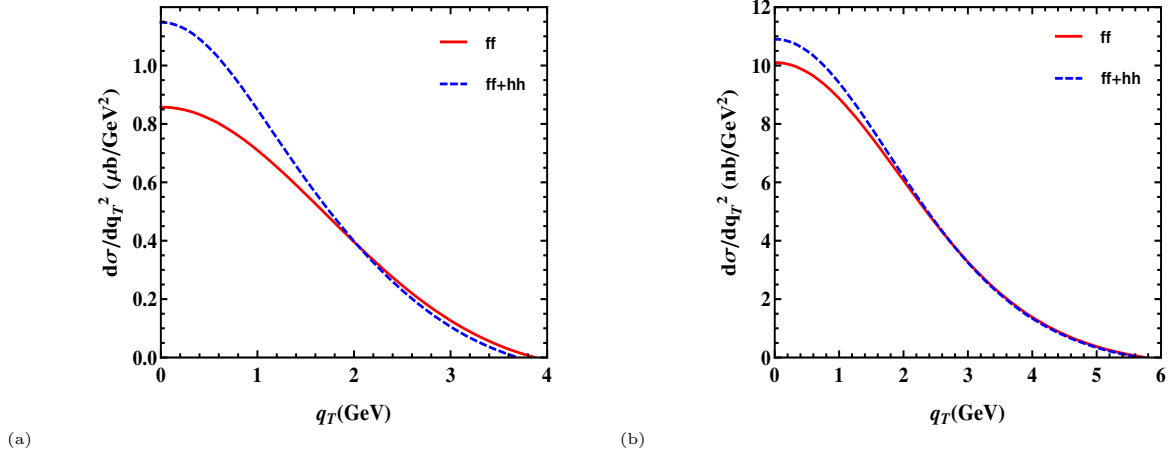 ff
ff+hh
dσ/dq_T^2 (μb/GeV^2)
1.0
0.8
0.6
0.4
0.2
0.0
0 1 2 3 4
q_T(GeV)
(a)
ff
ff+hh
dσ/dq_T^2 (nb/GeV^2)
12
10
8
6
4
2
0
0 1 2 3 4 5 6
q_T(GeV)
(b)